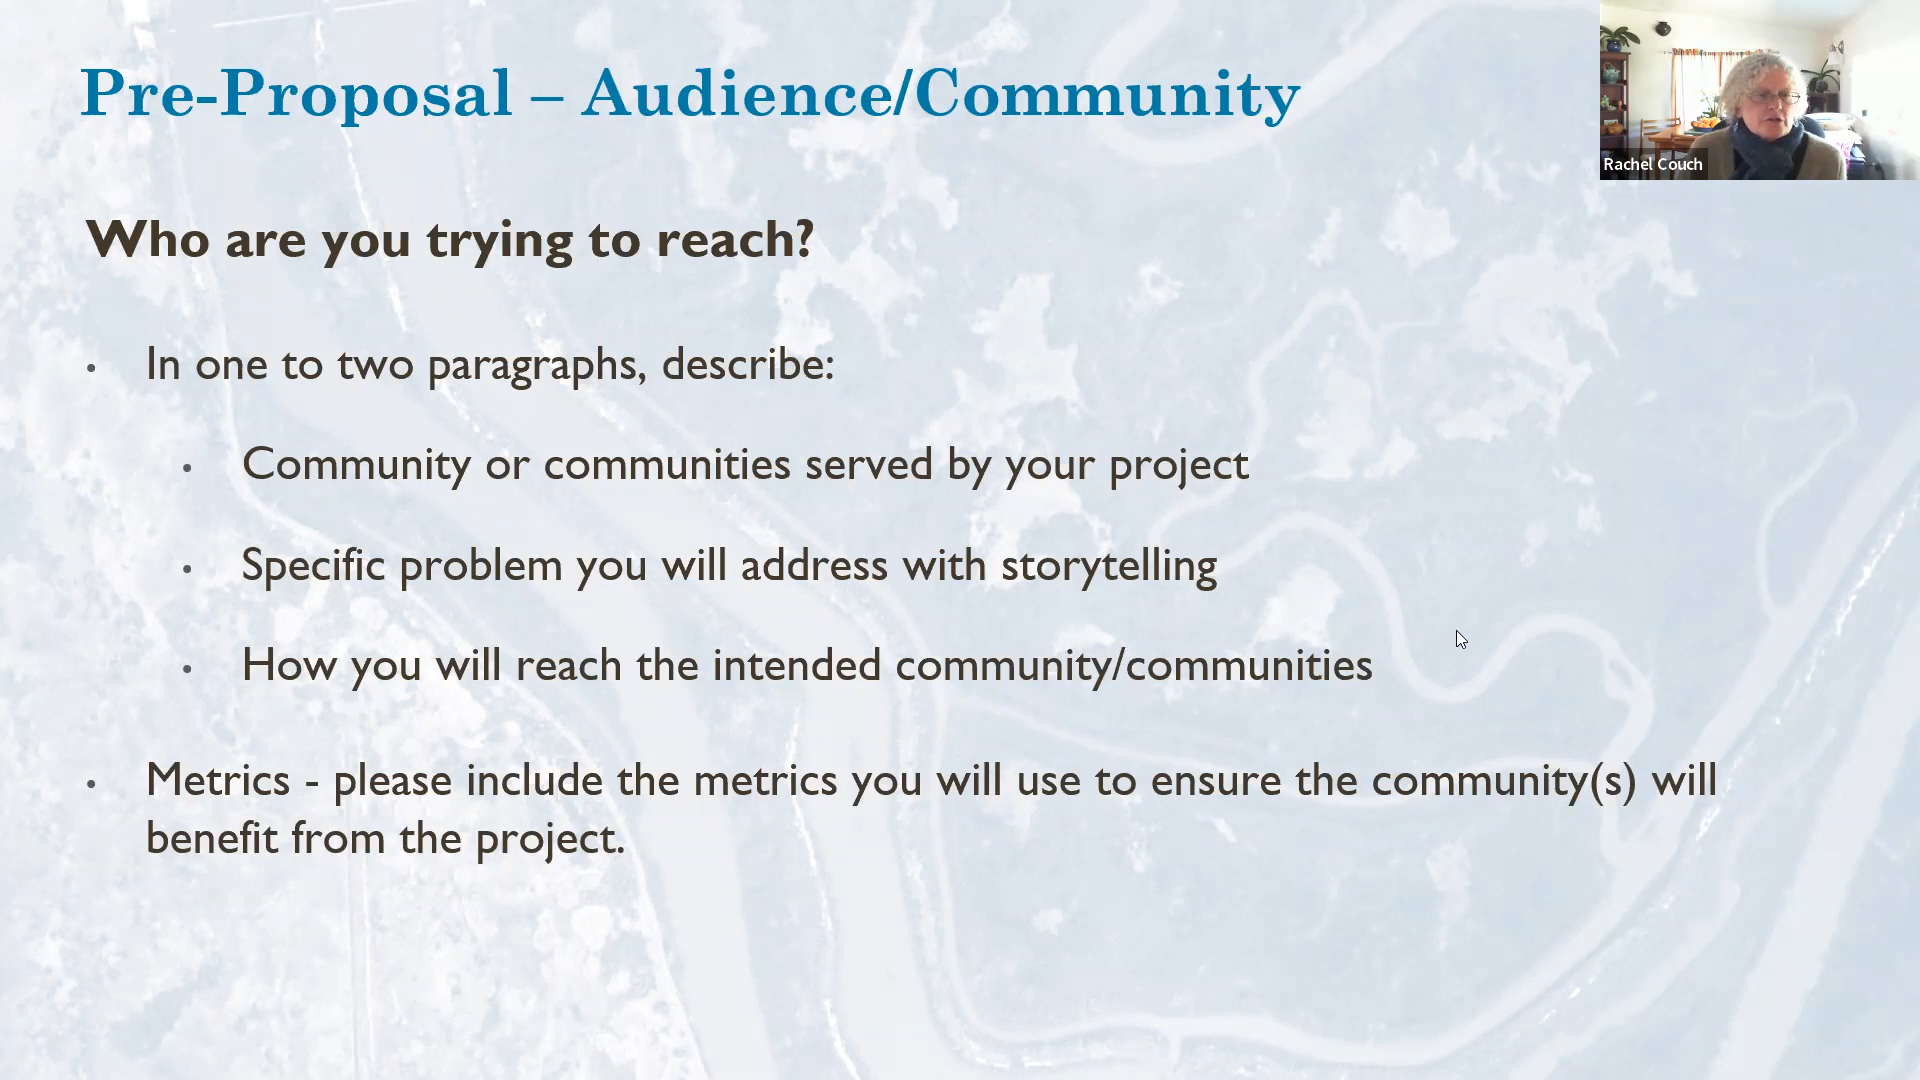 Pre-Proposal – Audience/Community
Rachel Couch
Who are you trying to reach?
• In one to two paragraphs, describe:
• Community or communities served by your project
• Specific problem you will address with storytelling
• How you will reach the intended community/communities
• Metrics - please include the metrics you will use to ensure the community(s) will
benefit from the project.